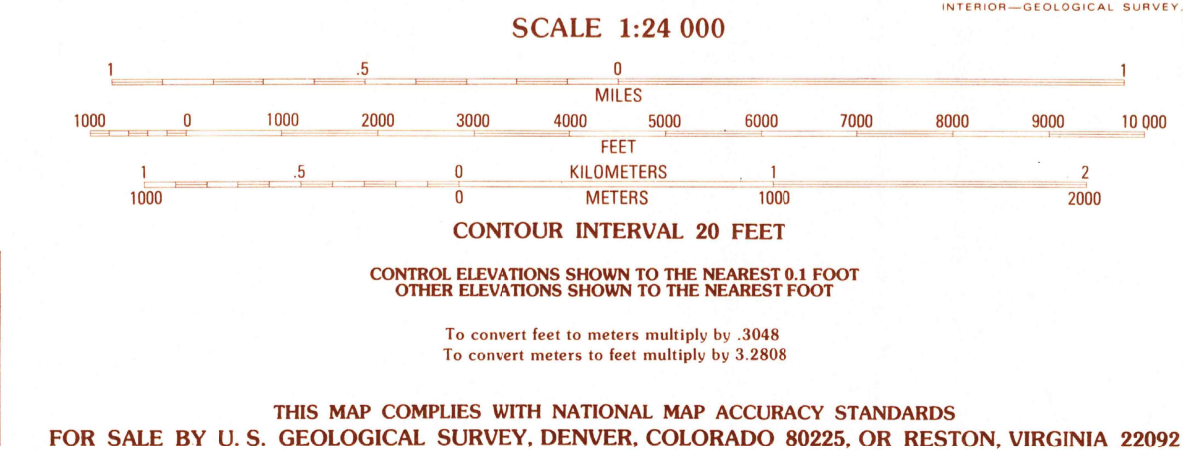 INTERIOR—GEOLOGICAL SURVEY.
SCALE 1:24 000
1 .5 0 1
MILES
1000 0 1000 2000 3000 4000 5000 6000 7000 8000 9000 10 000
FEET
1 .5 0 KILOMETERS 1 2
1000 0 METERS 1000 2000
CONTOUR INTERVAL 20 FEET
CONTROL ELEVATIONS SHOWN TO THE NEAREST 0.1 FOOT
OTHER ELEVATIONS SHOWN TO THE NEAREST FOOT
To convert feet to meters multiply by .3048
To convert meters to feet multiply by 3.2808
THIS MAP COMPLIES WITH NATIONAL MAP ACCURACY STANDARDS
FOR SALE BY U. S. GEOLOGICAL SURVEY, DENVER, COLORADO 80225, OR RESTON, VIRGINIA 22092